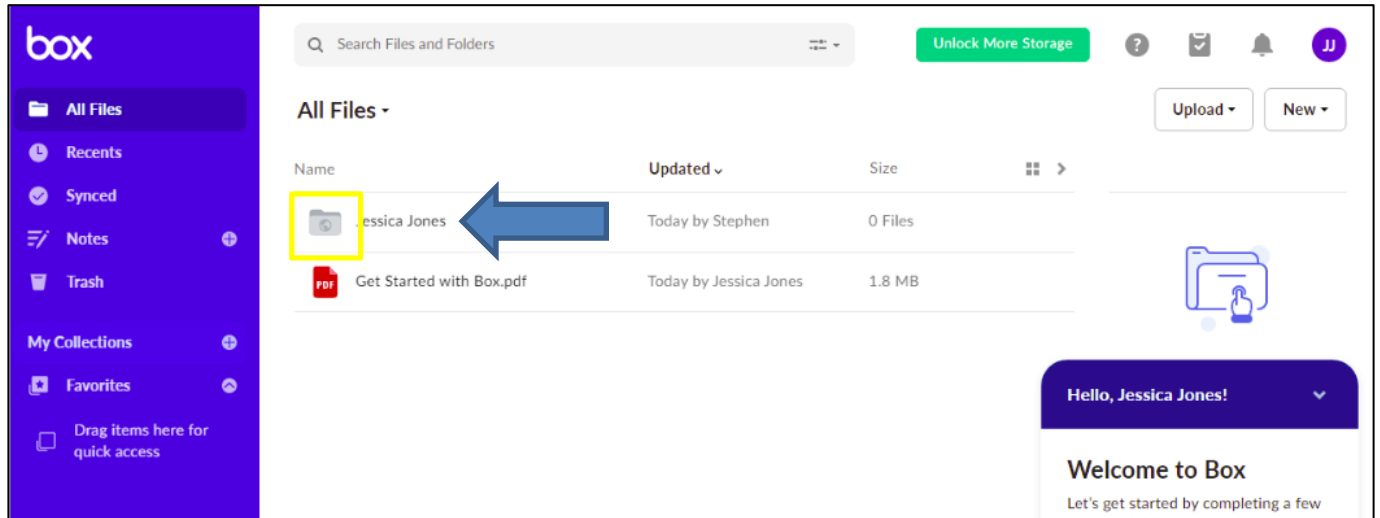 box
Search Files and Folders
Unlock More Storage
?
JJ
All Files
Recents
Synced
Notes
Trash
My Collections
Favorites
Drag items here for
quick access
All Files
Upload
New
Name Updated Size
Jessica Jones Today by Stephen 0 Files
PDF Get Started with Box.pdf Today by Jessica Jones 1.8 MB
Hello, Jessica Jones!
Welcome to Box
Let's get started by completing a few